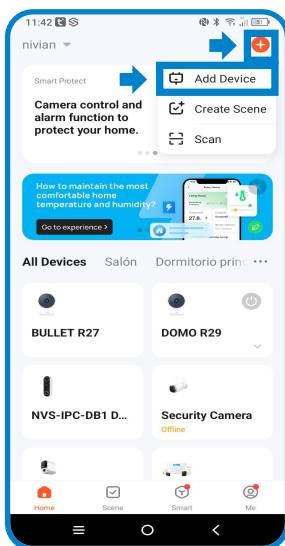 11:42
nivian
Smart Protect
Camera control and
alarm function to
protect your home.
Add Device
Create Scene
Scan
How to maintain the most
comfortable home
temperature and humidity?
Go to experience >
All Devices Salón Dormitorio princ
BULLET R27
DOMO R29
NVS-IPC-DB1 D...
Security Camera
Offline
Home Scene Smart Me